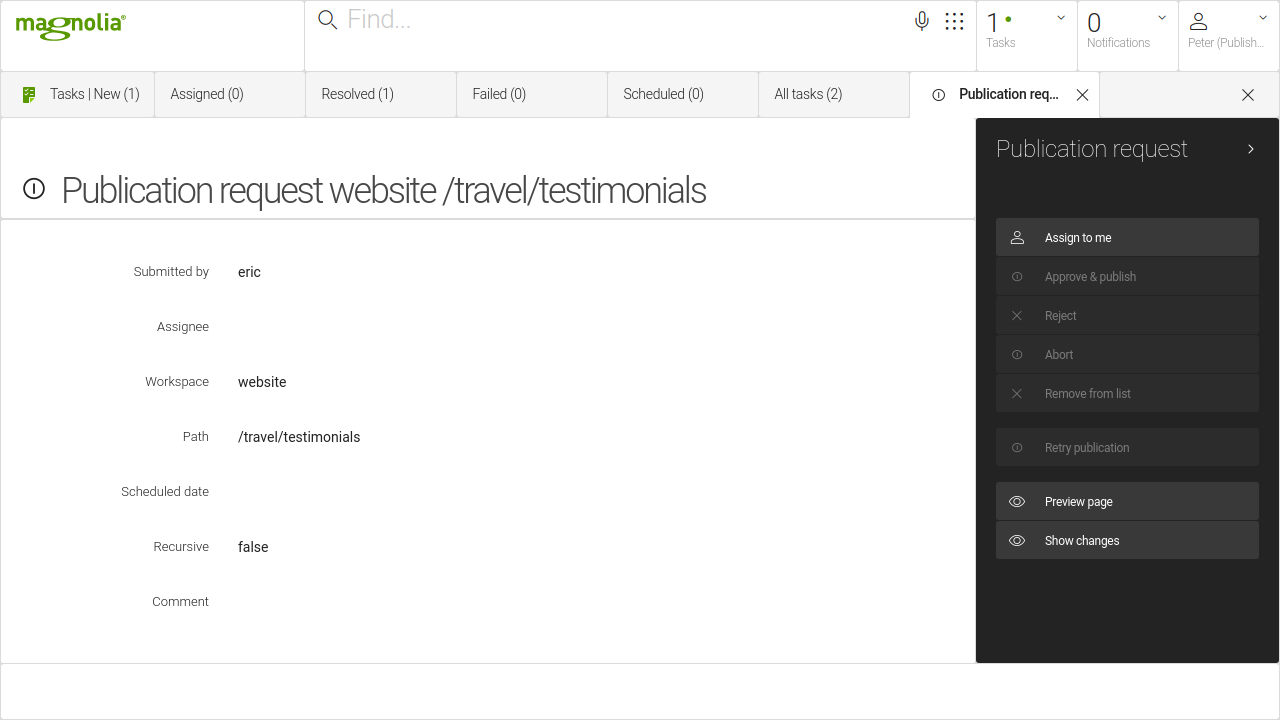 magnolia®
Find...
1
Tasks
0
Notifications
Peter (Publish...
Tasks | New (1)
Assigned (0)
Resolved (1)
Failed (0)
Scheduled (0)
All tasks (2)
Publication req...
Publication request website /travel/testimonials
Submitted by eric
Assignee
Workspace website
Path /travel/testimonials
Scheduled date
Recursive false
Comment
Publication request
Assign to me
Approve & publish
Reject
Abort
Remove from list
Retry publication
Preview page
Show changes